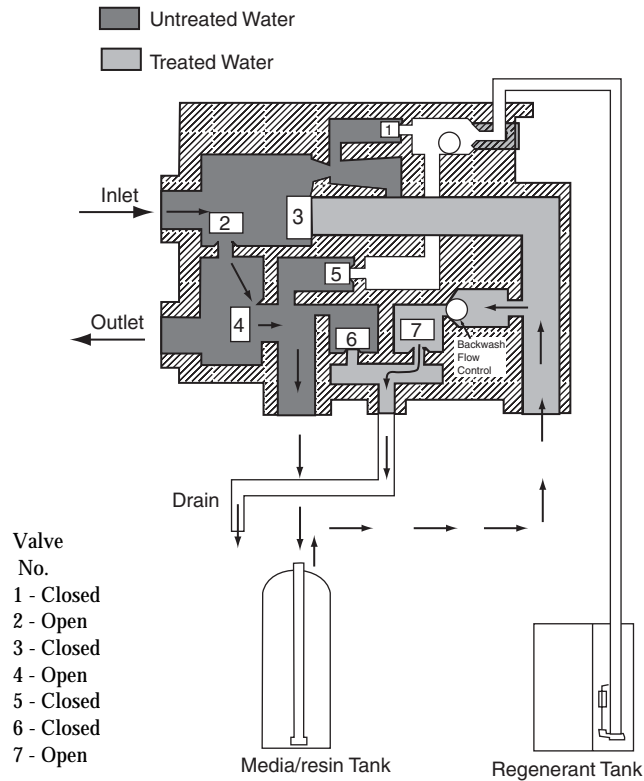 Untreated Water
Treated Water
1
Inlet
2
3
5
Outlet
4
6
7
Backwash
Flow
Control
Drain
Valve
No.
1 - Closed
2 - Open
3 - Closed
4 - Open
5 - Closed
6 - Closed
7 - Open
Media/resin Tank
Regenerant Tank